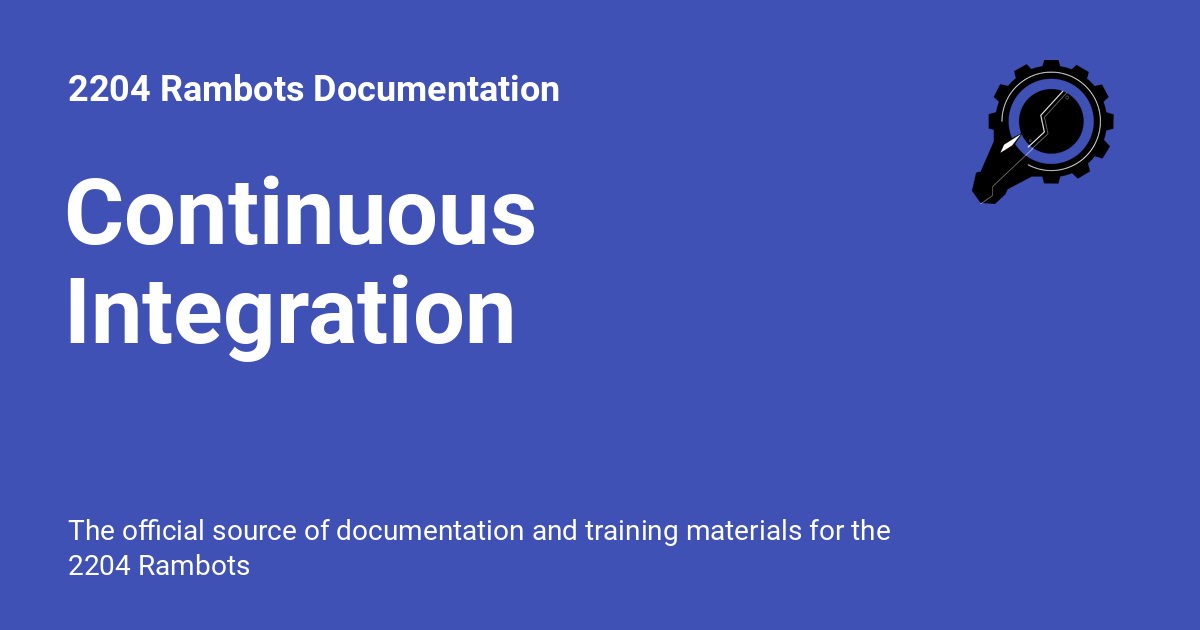 2204 Rambots Documentation
Continuous
Integration
The official source of documentation and training materials for the
2204 Rambots